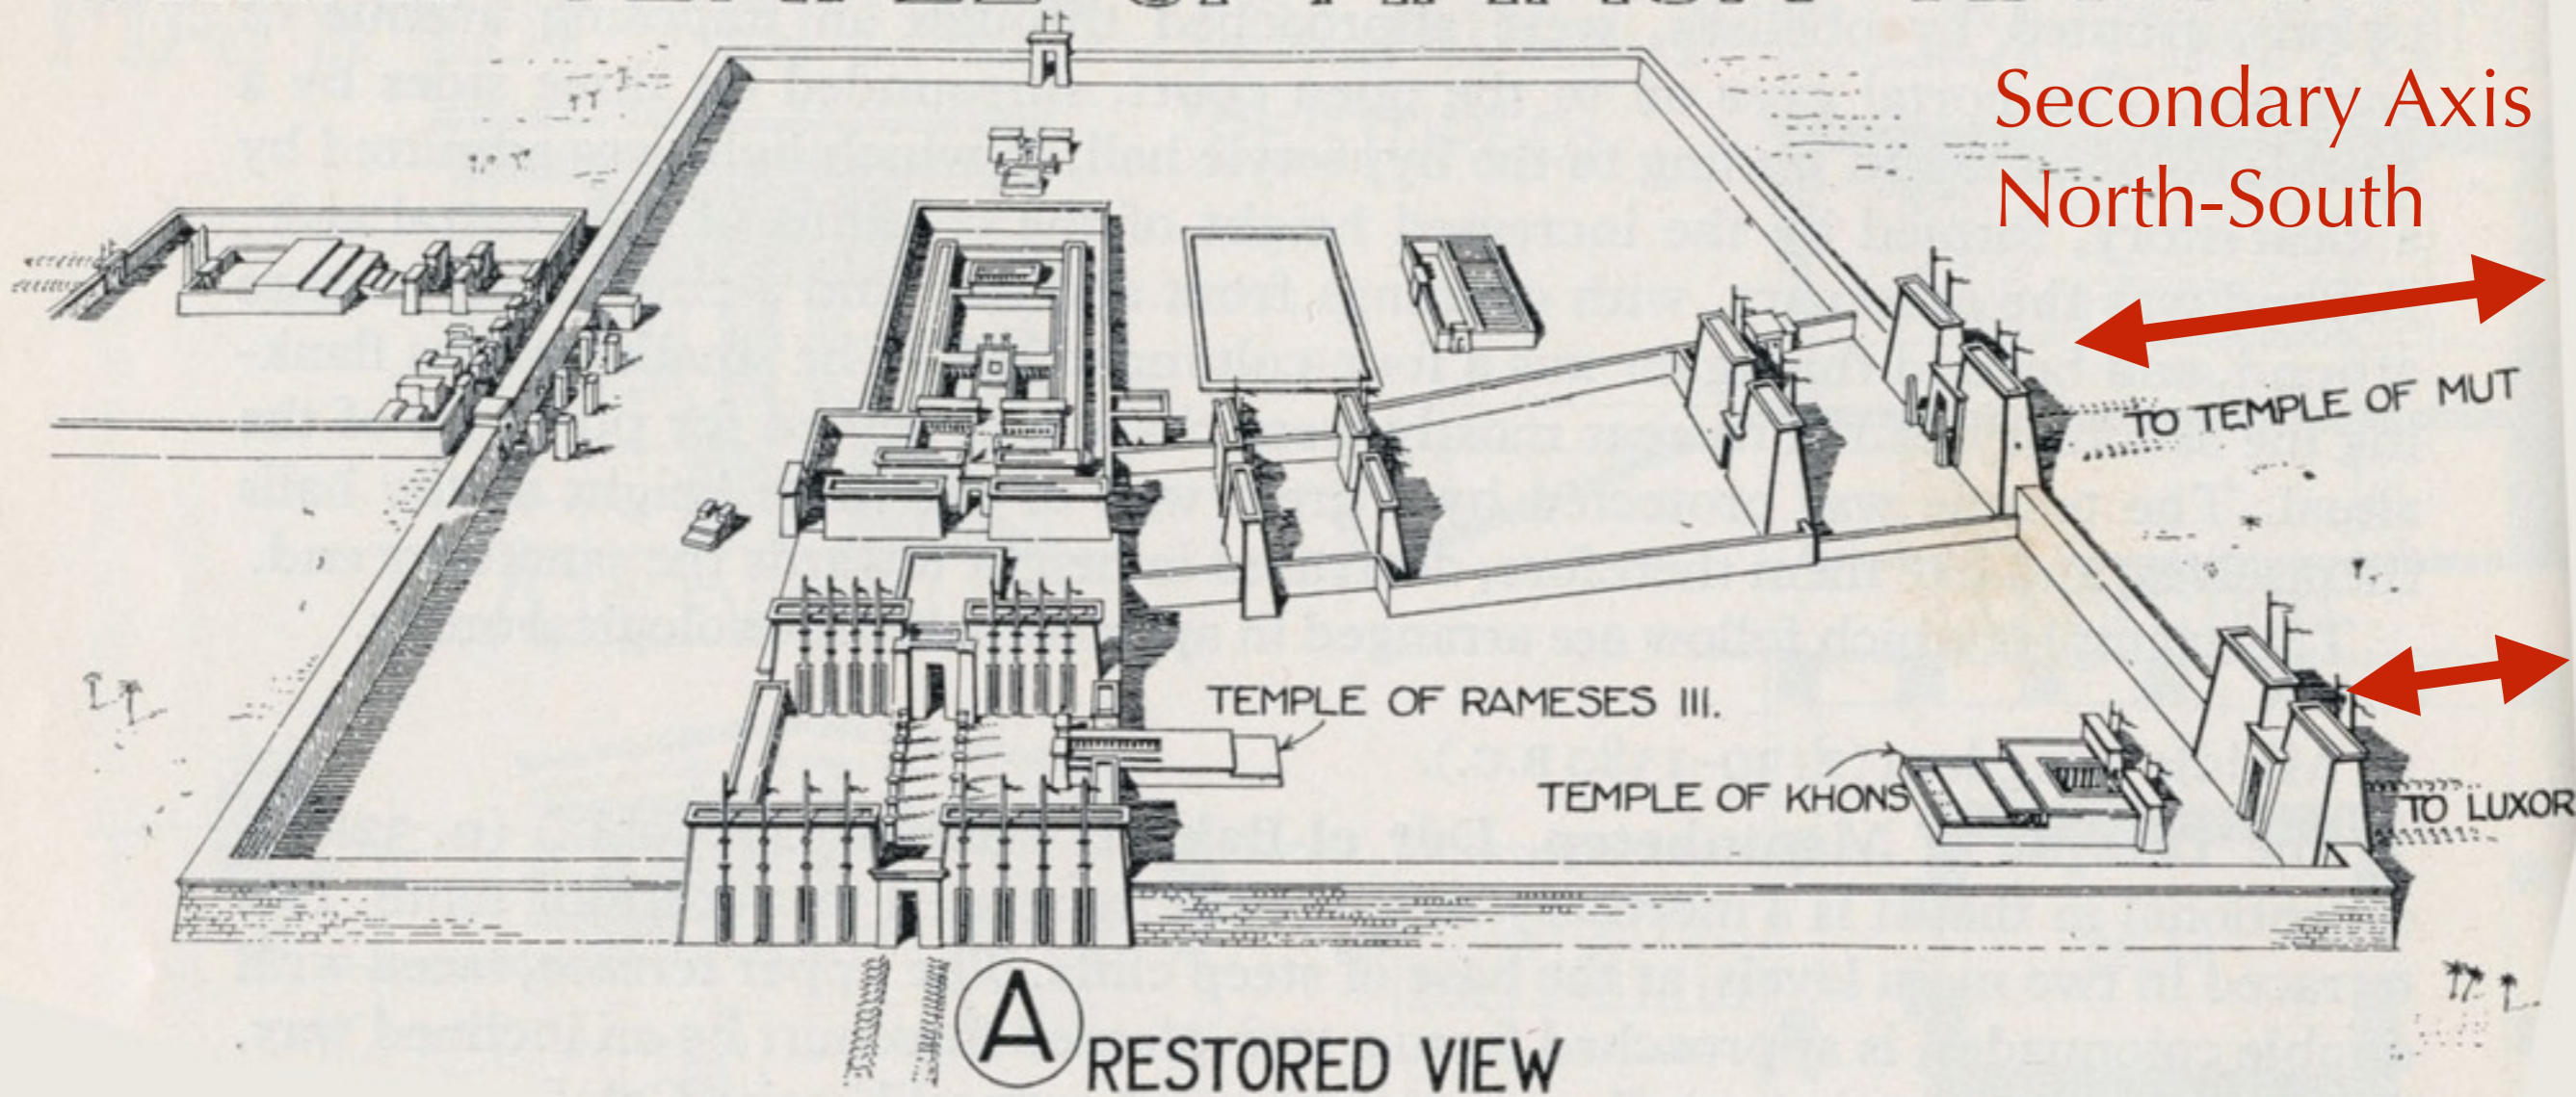 Secondary Axis
North-South
TO TEMPLE OF MUT
TEMPLE OF RAMESES III.
TEMPLE OF KHONS
TO LUXOR
A
RESTORED VIEW